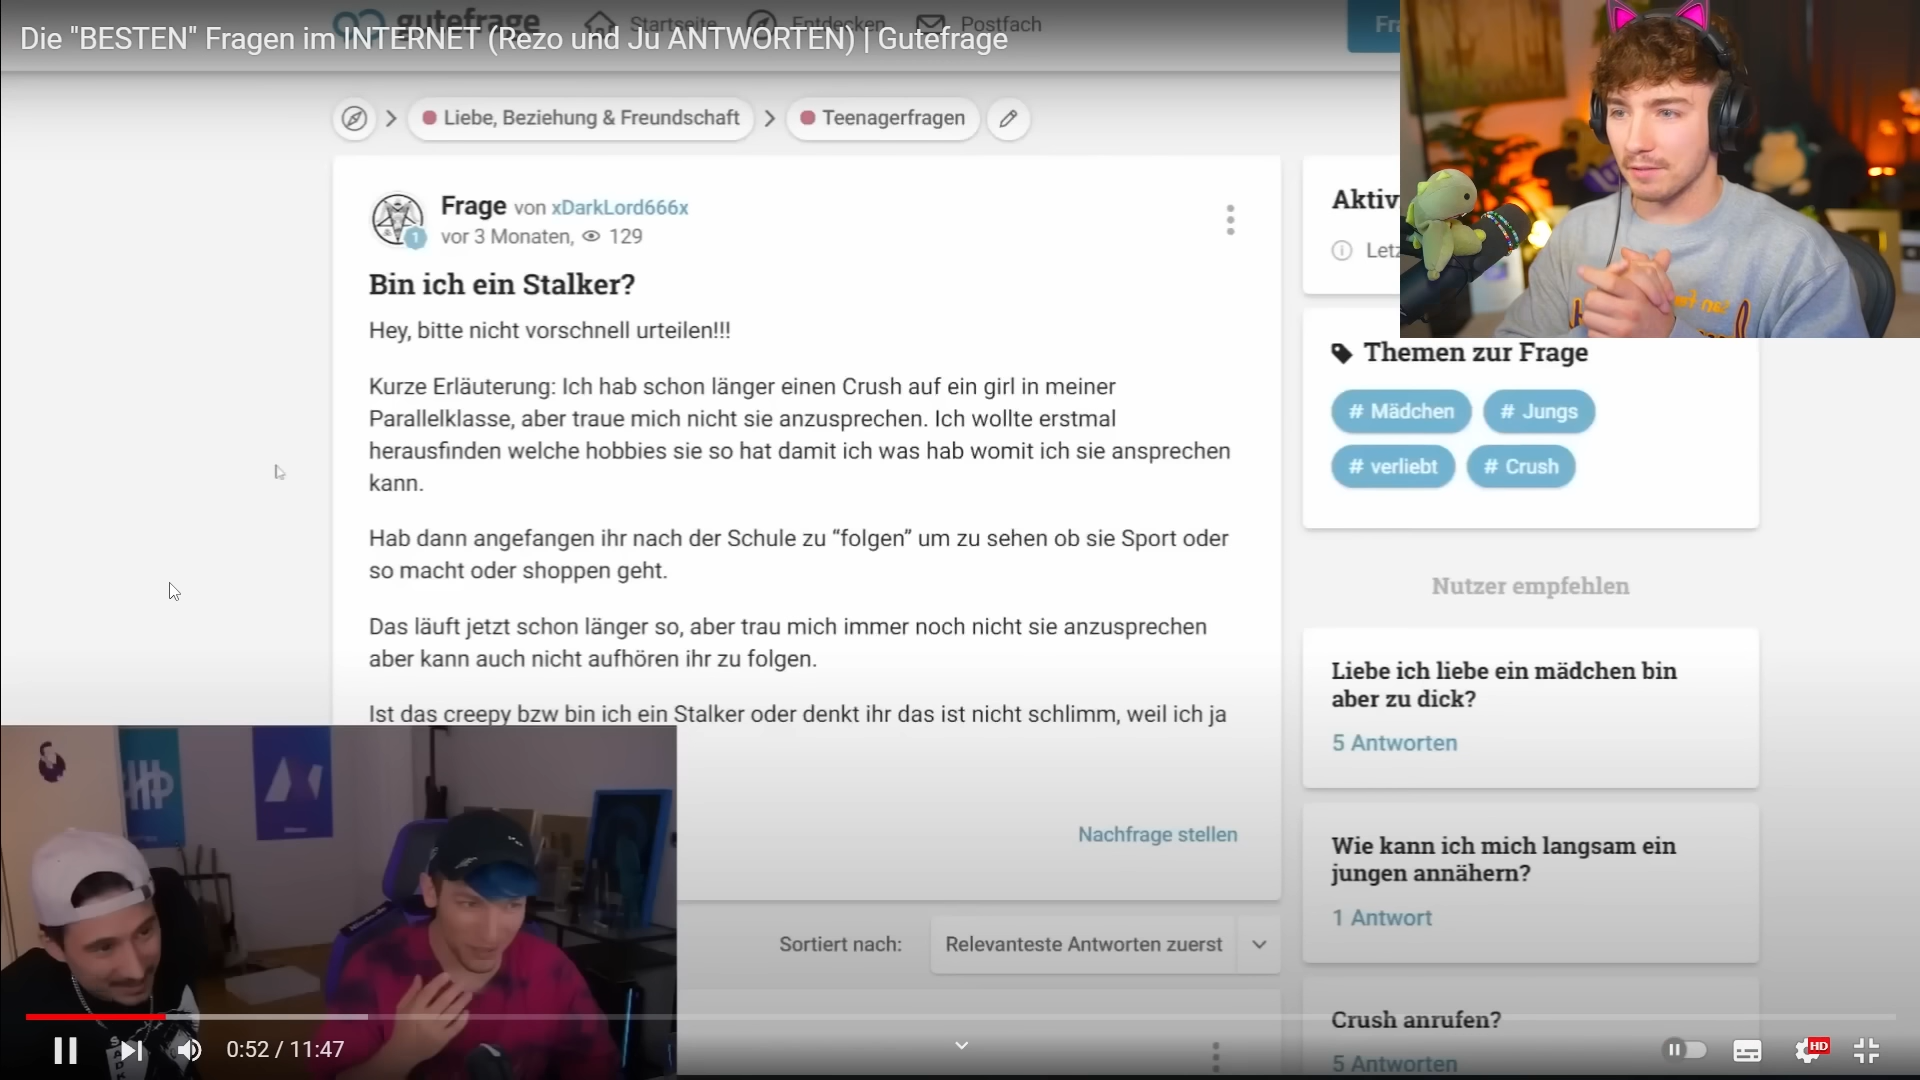 gutefrage
Startseite
Entdecken
Postfach
Die "BESTEN" Fragen im INTERNET (Rezo und Ju ANTWORTEN) | Gutefrage
Liebe, Beziehung & Freundschaft
Teenagerfragen
Frage von xDarkLord666x
1
vor 3 Monaten, 129
Bin ich ein Stalker?
Hey, bitte nicht vorschnell urteilen!!!
Kurze Erläuterung: Ich hab schon länger einen Crush auf ein girl in meiner
Parallelklasse, aber traue mich nicht sie anzusprechen. Ich wollte erstmal
herausfinden welche hobbies sie so hat damit ich was hab womit ich sie ansprechen
kann.
Hab dann angefangen ihr nach der Schule zu “folgen” um zu sehen ob sie Sport oder
so macht oder shoppen geht.
Das läuft jetzt schon länger so, aber trau mich immer noch nicht sie anzusprechen
aber kann auch nicht aufhören ihr zu folgen.
Ist das creepy bzw bin ich ein Stalker oder denkt ihr das ist nicht schlimm, weil ich ja
Nachfrage stellen
Sortiert nach:
Relevanteste Antworten zuerst
Fra
Aktiv
Letz
Themen zur Frage
# Mädchen
# Jungs
# verliebt
# Crush
Nutzer empfehlen
Liebe ich liebe ein mädchen bin
aber zu dick?
5 Antworten
Wie kann ich mich langsam ein
jungen annähern?
1 Antwort
Crush anrufen?
5 Antworten
0:52 / 11:47
HD